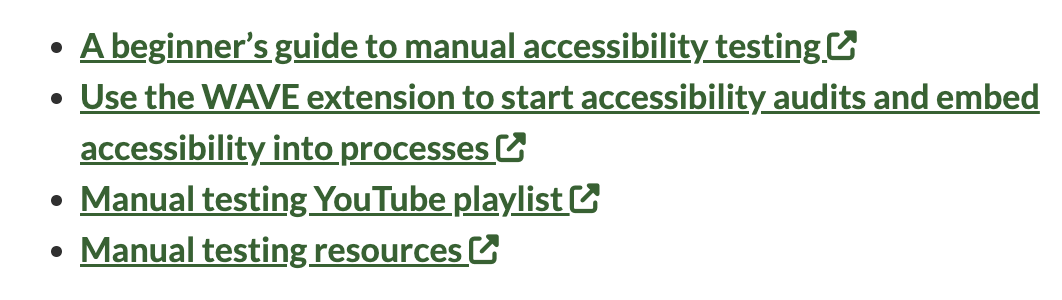 A beginner’s guide to manual accessibility testing
Use the WAVE extension to start accessibility audits and embed
accessibility into processes
Manual testing YouTube playlist
Manual testing resources